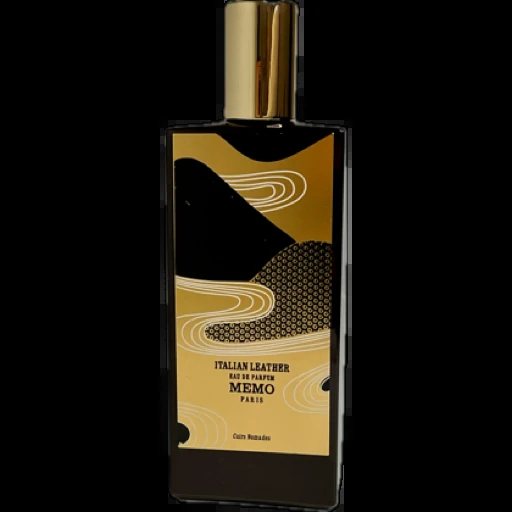 ITALIAN LEATHER
EAU DE PARFUM
MEMO
PARIS
Cuirs Nomades